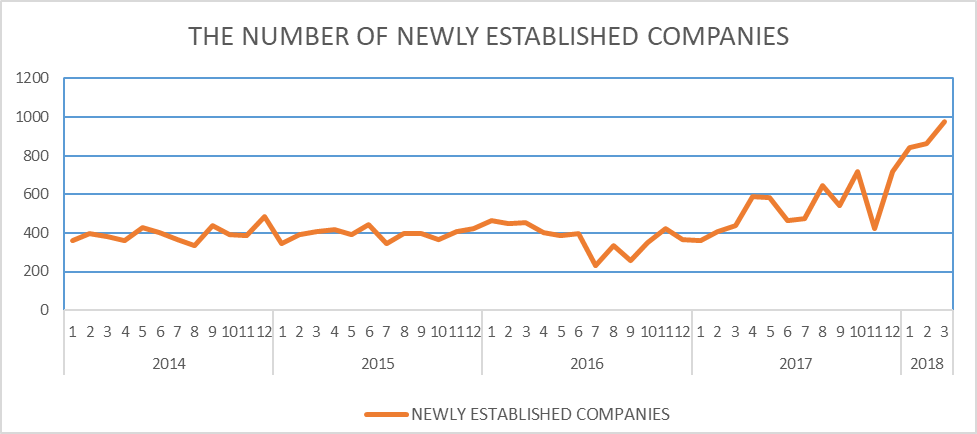 THE NUMBER OF NEWLY ESTABLISHED COMPANIES
1200
1000
800
600
400
200
0
1 2 3 4 5 6 7 8 9 10 11 12 1 2 3 4 5 6 7 8 9 10 11 12 1 2 3 4 5 6 7 8 9 10 11 12 1 2 3 4 5 6 7 8 9 10 11 12 1 2 3
2014 2015 2016 2017 2018
NEWLY ESTABLISHED COMPANIES